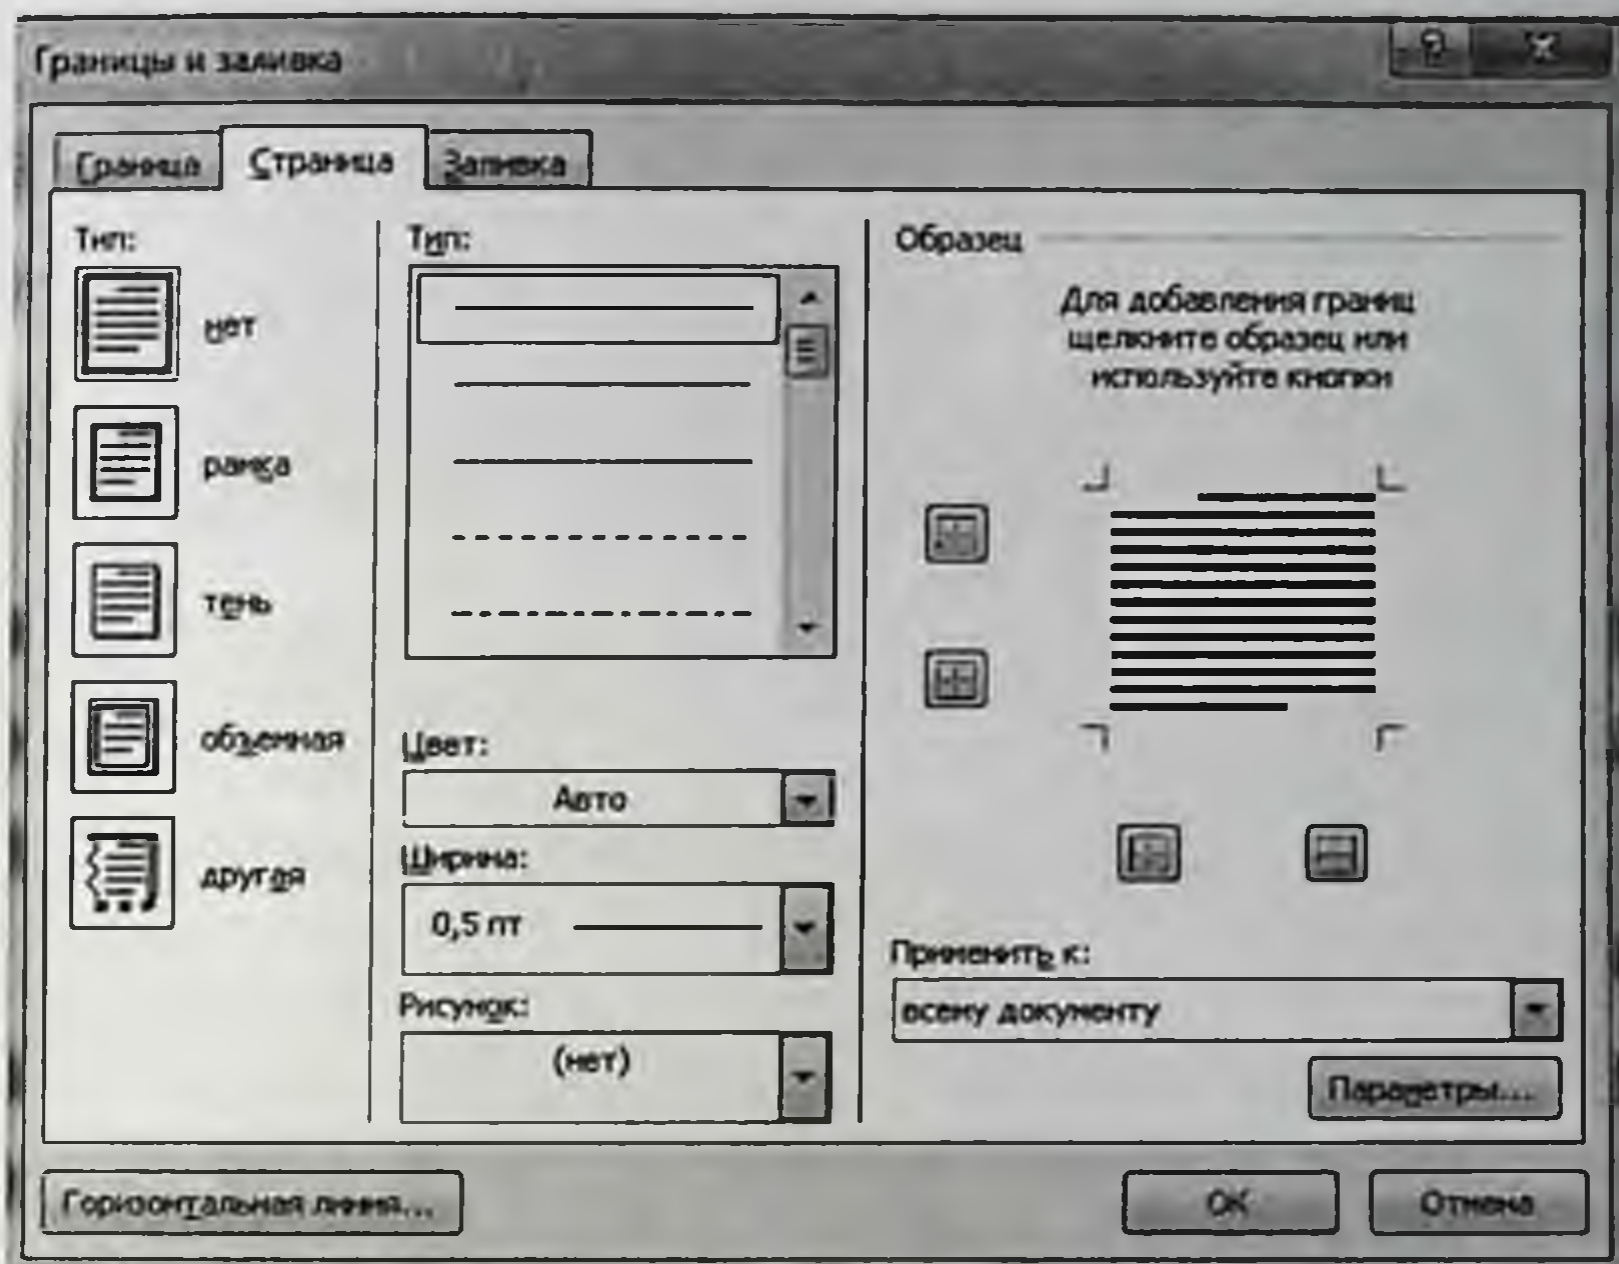 Границы и заливка
Граница
Страница
Заливка
Тип:
нет
рамка
тень
объемная
другая
Тип:
Цвет:
Авто
Ширина:
0,5 пт
Рисунок:
(нет)
Образец
Для добавления границ
щелкните образец или
используйте кнопки
Применить к:
всему документу
Параметры...
Горизонтальная линия...
ОК
Отмена